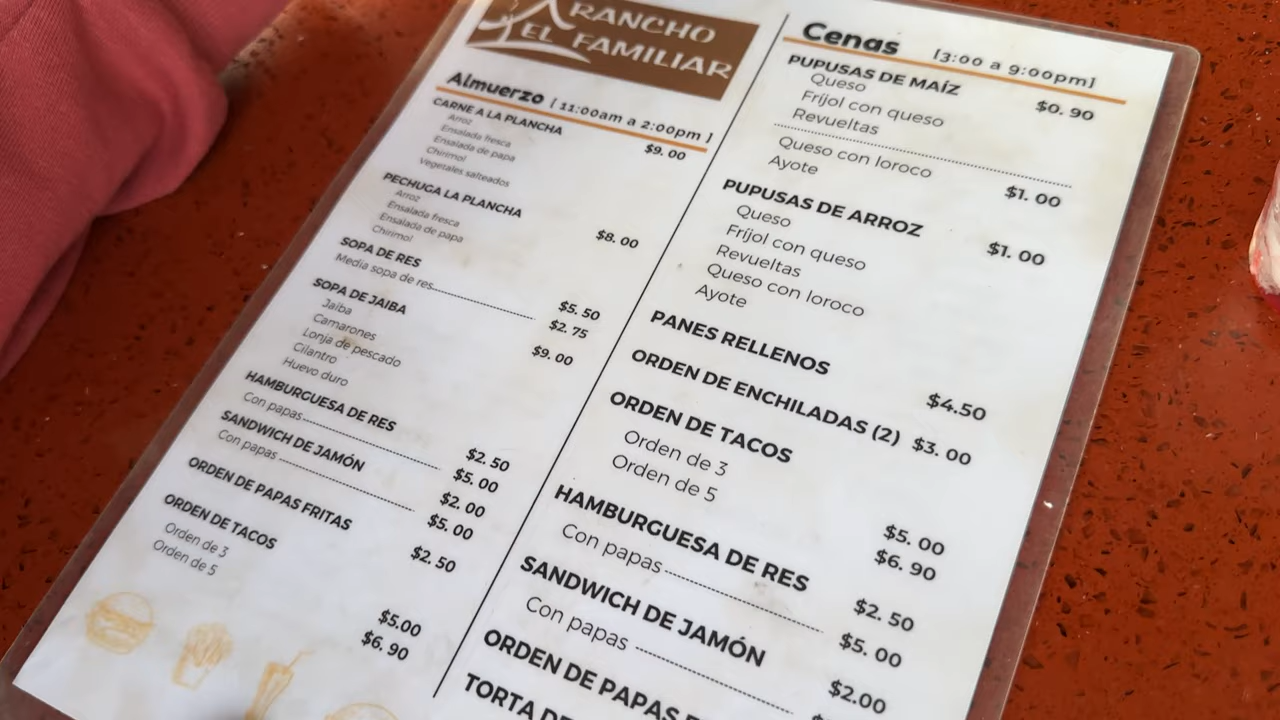 RANCHO
EL FAMILIAR
Almuerzo [ 11:00am a 2:00pm ]
CARNE A LA PLANCHA $9. 00
Arroz
Ensalada fresca
Ensalada de papa
Chirimol
Vegetales salteados
PECHUGA LA PLANCHA $8. 00
Arroz
Ensalada fresca
Ensalada de papa
Chirimol
SOPA DE RES $5. 50
Media sopa de res $2. 75
SOPA DE JAIBA $9. 00
Jaiba
Camarones
Lonja de pescado
Cilantro
Huevo duro
HAMBURGUESA DE RES $2. 50
Con papas $5. 00
SANDWICH DE JAMÓN $2. 00
Con papas $5. 00
ORDEN DE PAPAS FRITAS $2. 50
ORDEN DE TACOS
Orden de 3 $5.00
Orden de 5 $6. 90
Cenas [3:00 a 9:00pm]
PUPUSAS DE MAÍZ $0. 90
Queso
Fríjol con queso
Revueltas
Queso con loroco $1. 00
Ayote
PUPUSAS DE ARROZ $1. 00
Queso
Fríjol con queso
Revueltas
Queso con loroco
Ayote
PANES RELLENOS $4.50
ORDEN DE ENCHILADAS (2) $3. 00
ORDEN DE TACOS
Orden de 3 $5. 00
Orden de 5 $6. 90
HAMBURGUESA DE RES $2. 50
Con papas $5. 00
SANDWICH DE JAMÓN $2.00
Con papas
ORDEN DE PAPAS
TORTA DE